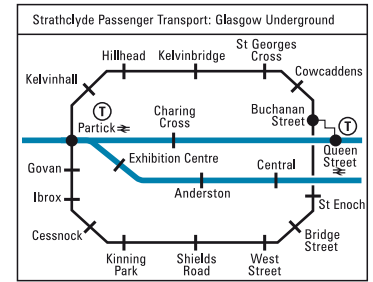 Strathclyde Passenger Transport: Glasgow Underground
St Georges
Cross
Hillhead
Kelvinbridge
Kelvinhall
Cowcaddens
T
Partick
Charing
Cross
Buchanan
Street
T
Queen
Street
Exhibition Centre
Central
Govan
Anderston
Ibrox
St Enoch
Cessnock
Bridge
Street
Kinning
Park
Shields
Road
West
Street